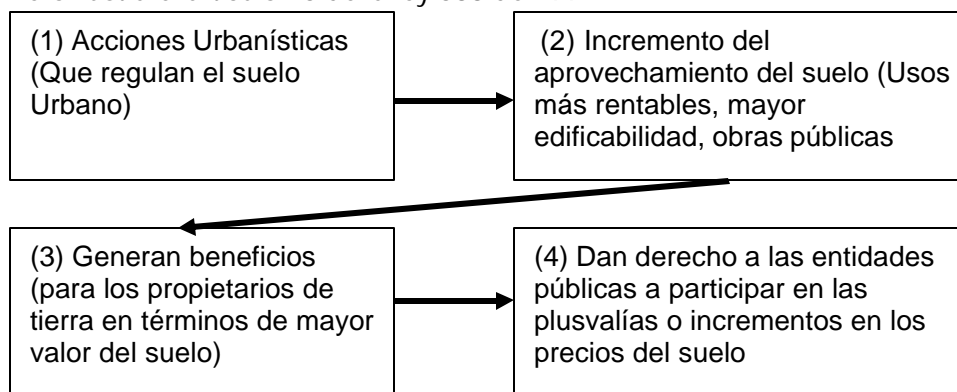 (1) Acciones Urbanísticas
(Que regulan el suelo
Urbano)
(2) Incremento del
aprovechamiento del suelo (Usos
más rentables, mayor
edificabilidad, obras públicas
(3) Generan beneficios
(para los propietarios de
tierra en términos de mayor
valor del suelo)
(4) Dan derecho a las entidades
públicas a participar en las
plusvalías o incrementos en los
precios del suelo